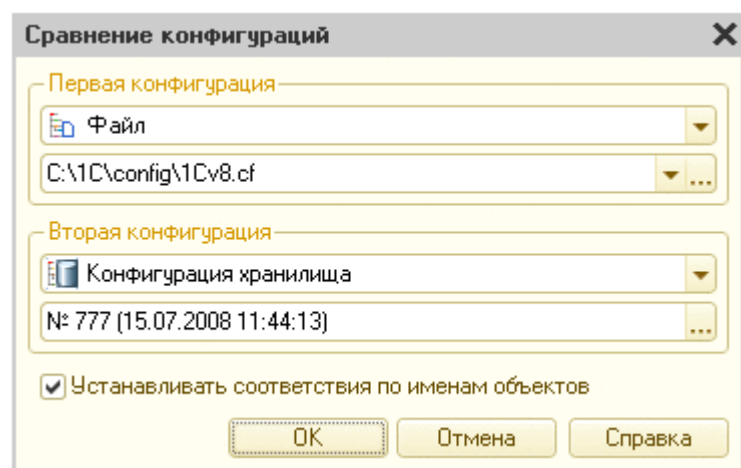 Сравнение конфигураций
Первая конфигурация
Файл
C:\1C\config\1Cv8.cf
...
Вторая конфигурация
Конфигурация хранилища
№ 777 (15.07.2008 11:44:13)
...
Устанавливать соответствия по именам объектов
ОК Отмена Справка